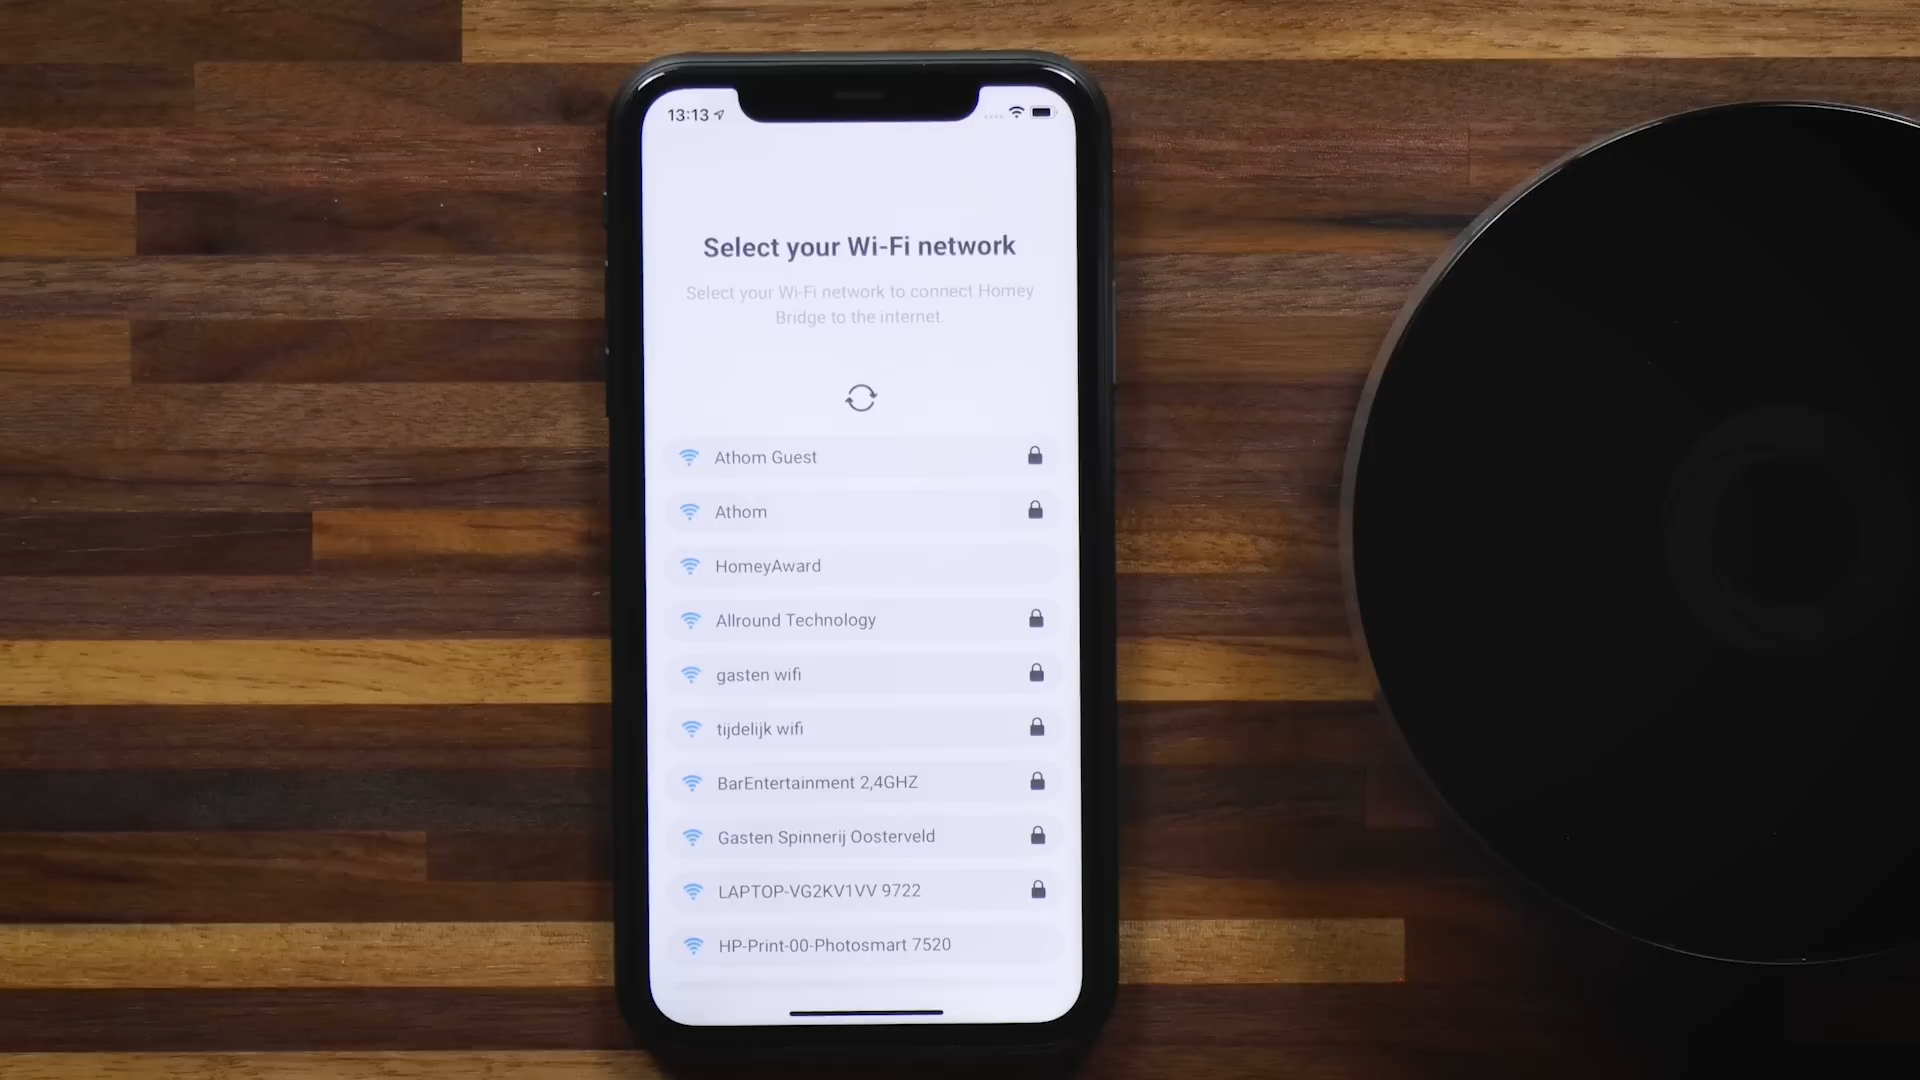 13:13
Select your Wi-Fi network
Select your Wi-Fi network to connect Homey
Bridge to the internet.
Athom Guest
Athom
HomeyAward
Allround Technology
gasten wifi
tijdelijk wifi
BarEntertainment 2,4GHZ
Gasten Spinnerij Oosterveld
LAPTOP-VG2KV1VV 9722
HP-Print-00-Photosmart 7520